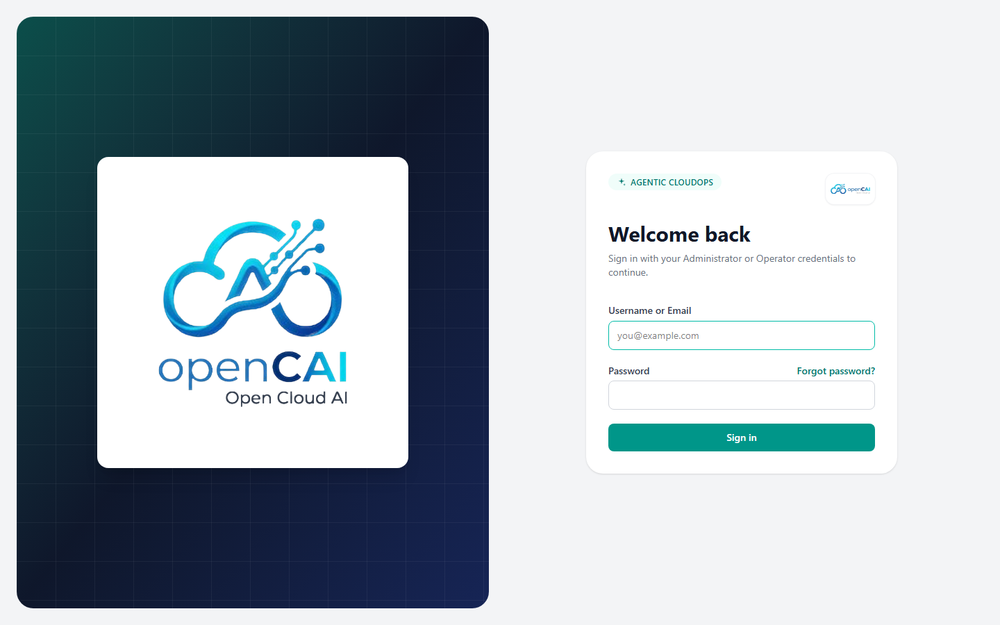 openCAI
Open Cloud AI
AGENTIC CLOUDOPS
openCAI
Welcome back
Sign in with your Administrator or Operator credentials to
continue.
Username or Email
you@example.com
Password
Forgot password?
Sign in